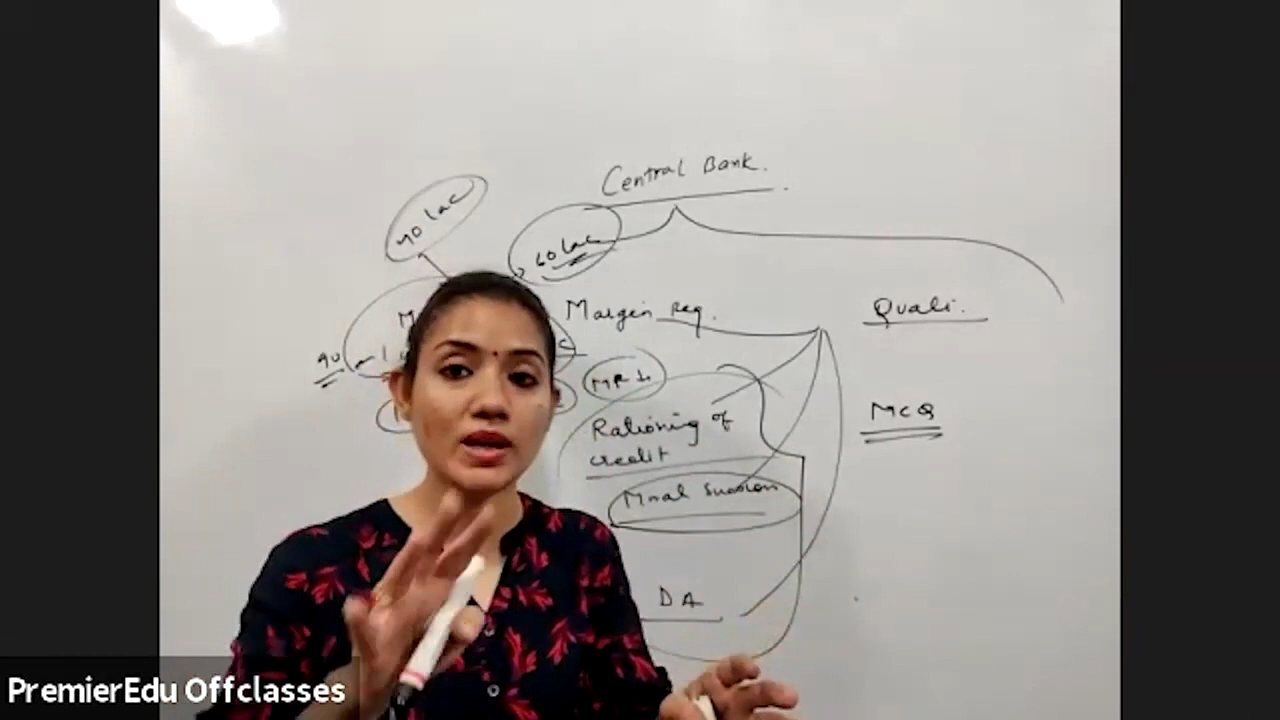 Central Bank.
40 lac
60 lac
Margin Req.
Quali.
90
MR
Rationing of
credit
MCQ
Moral Suasion
DA
PremierEdu Offclasses